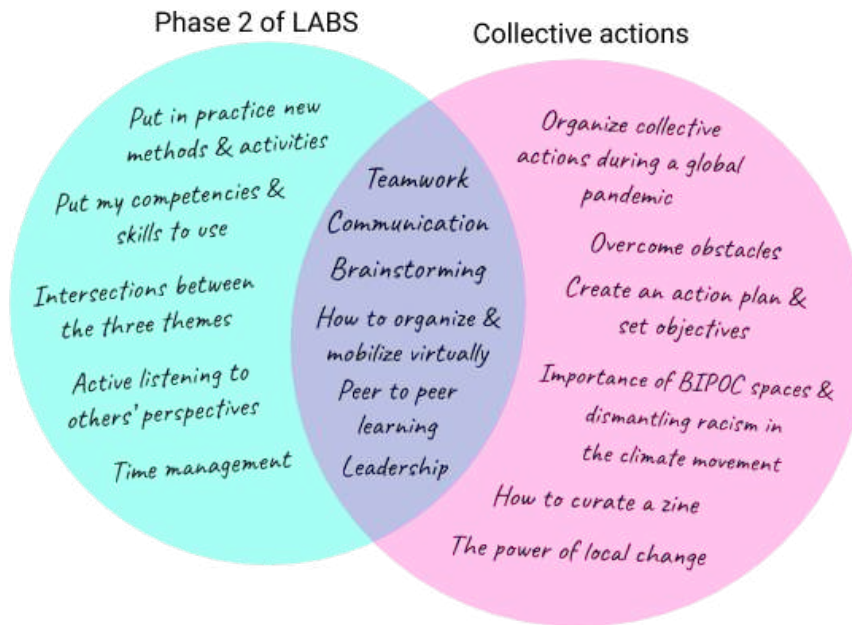 Phase 2 of LABS
Collective actions
Put in practice new
methods & activities
Put my competencies &
skills to use
Intersections between
the three themes
Active listening to
others' perspectives
Time management
Teamwork
Communication
Brainstorming
How to organize &
mobilize virtually
Peer to peer
learning
Leadership
Organize collective
actions during a global
pandemic
Overcome obstacles
Create an action plan &
set objectives
Importance of BIPOC spaces &
dismantling racism in
the climate movement
How to curate a zine
The power of local change